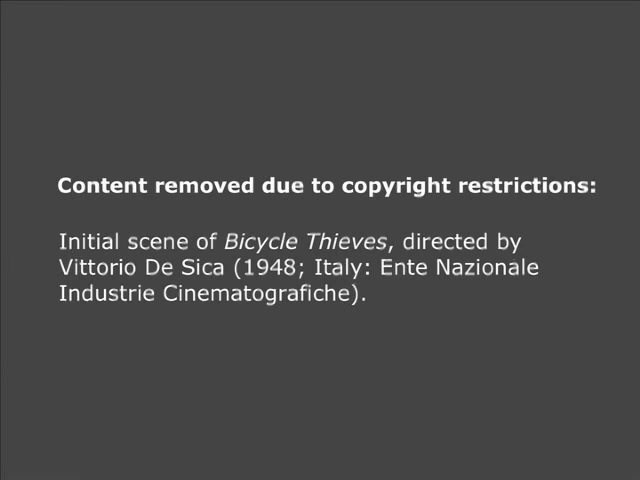 Content removed due to copyright restrictions:
Initial scene of Bicycle Thieves, directed by
Vittorio De Sica (1948; Italy: Ente Nazionale
Industrie Cinematografiche).